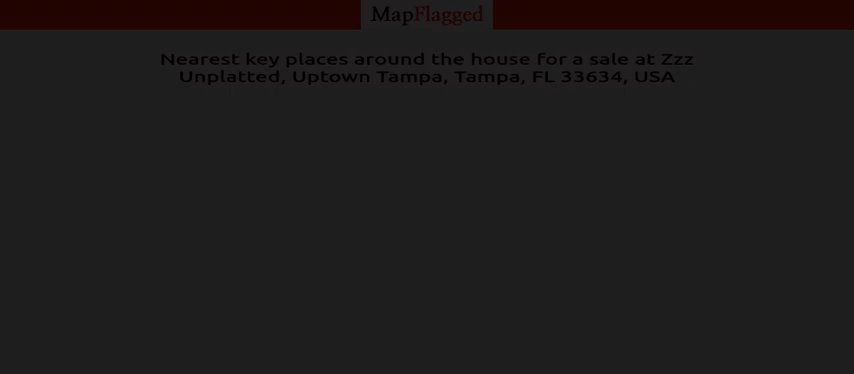 MapFlagged
Nearest key places around the house for a sale at Zzz
Unplatted, Uptown Tampa, Tampa, FL 33634, USA